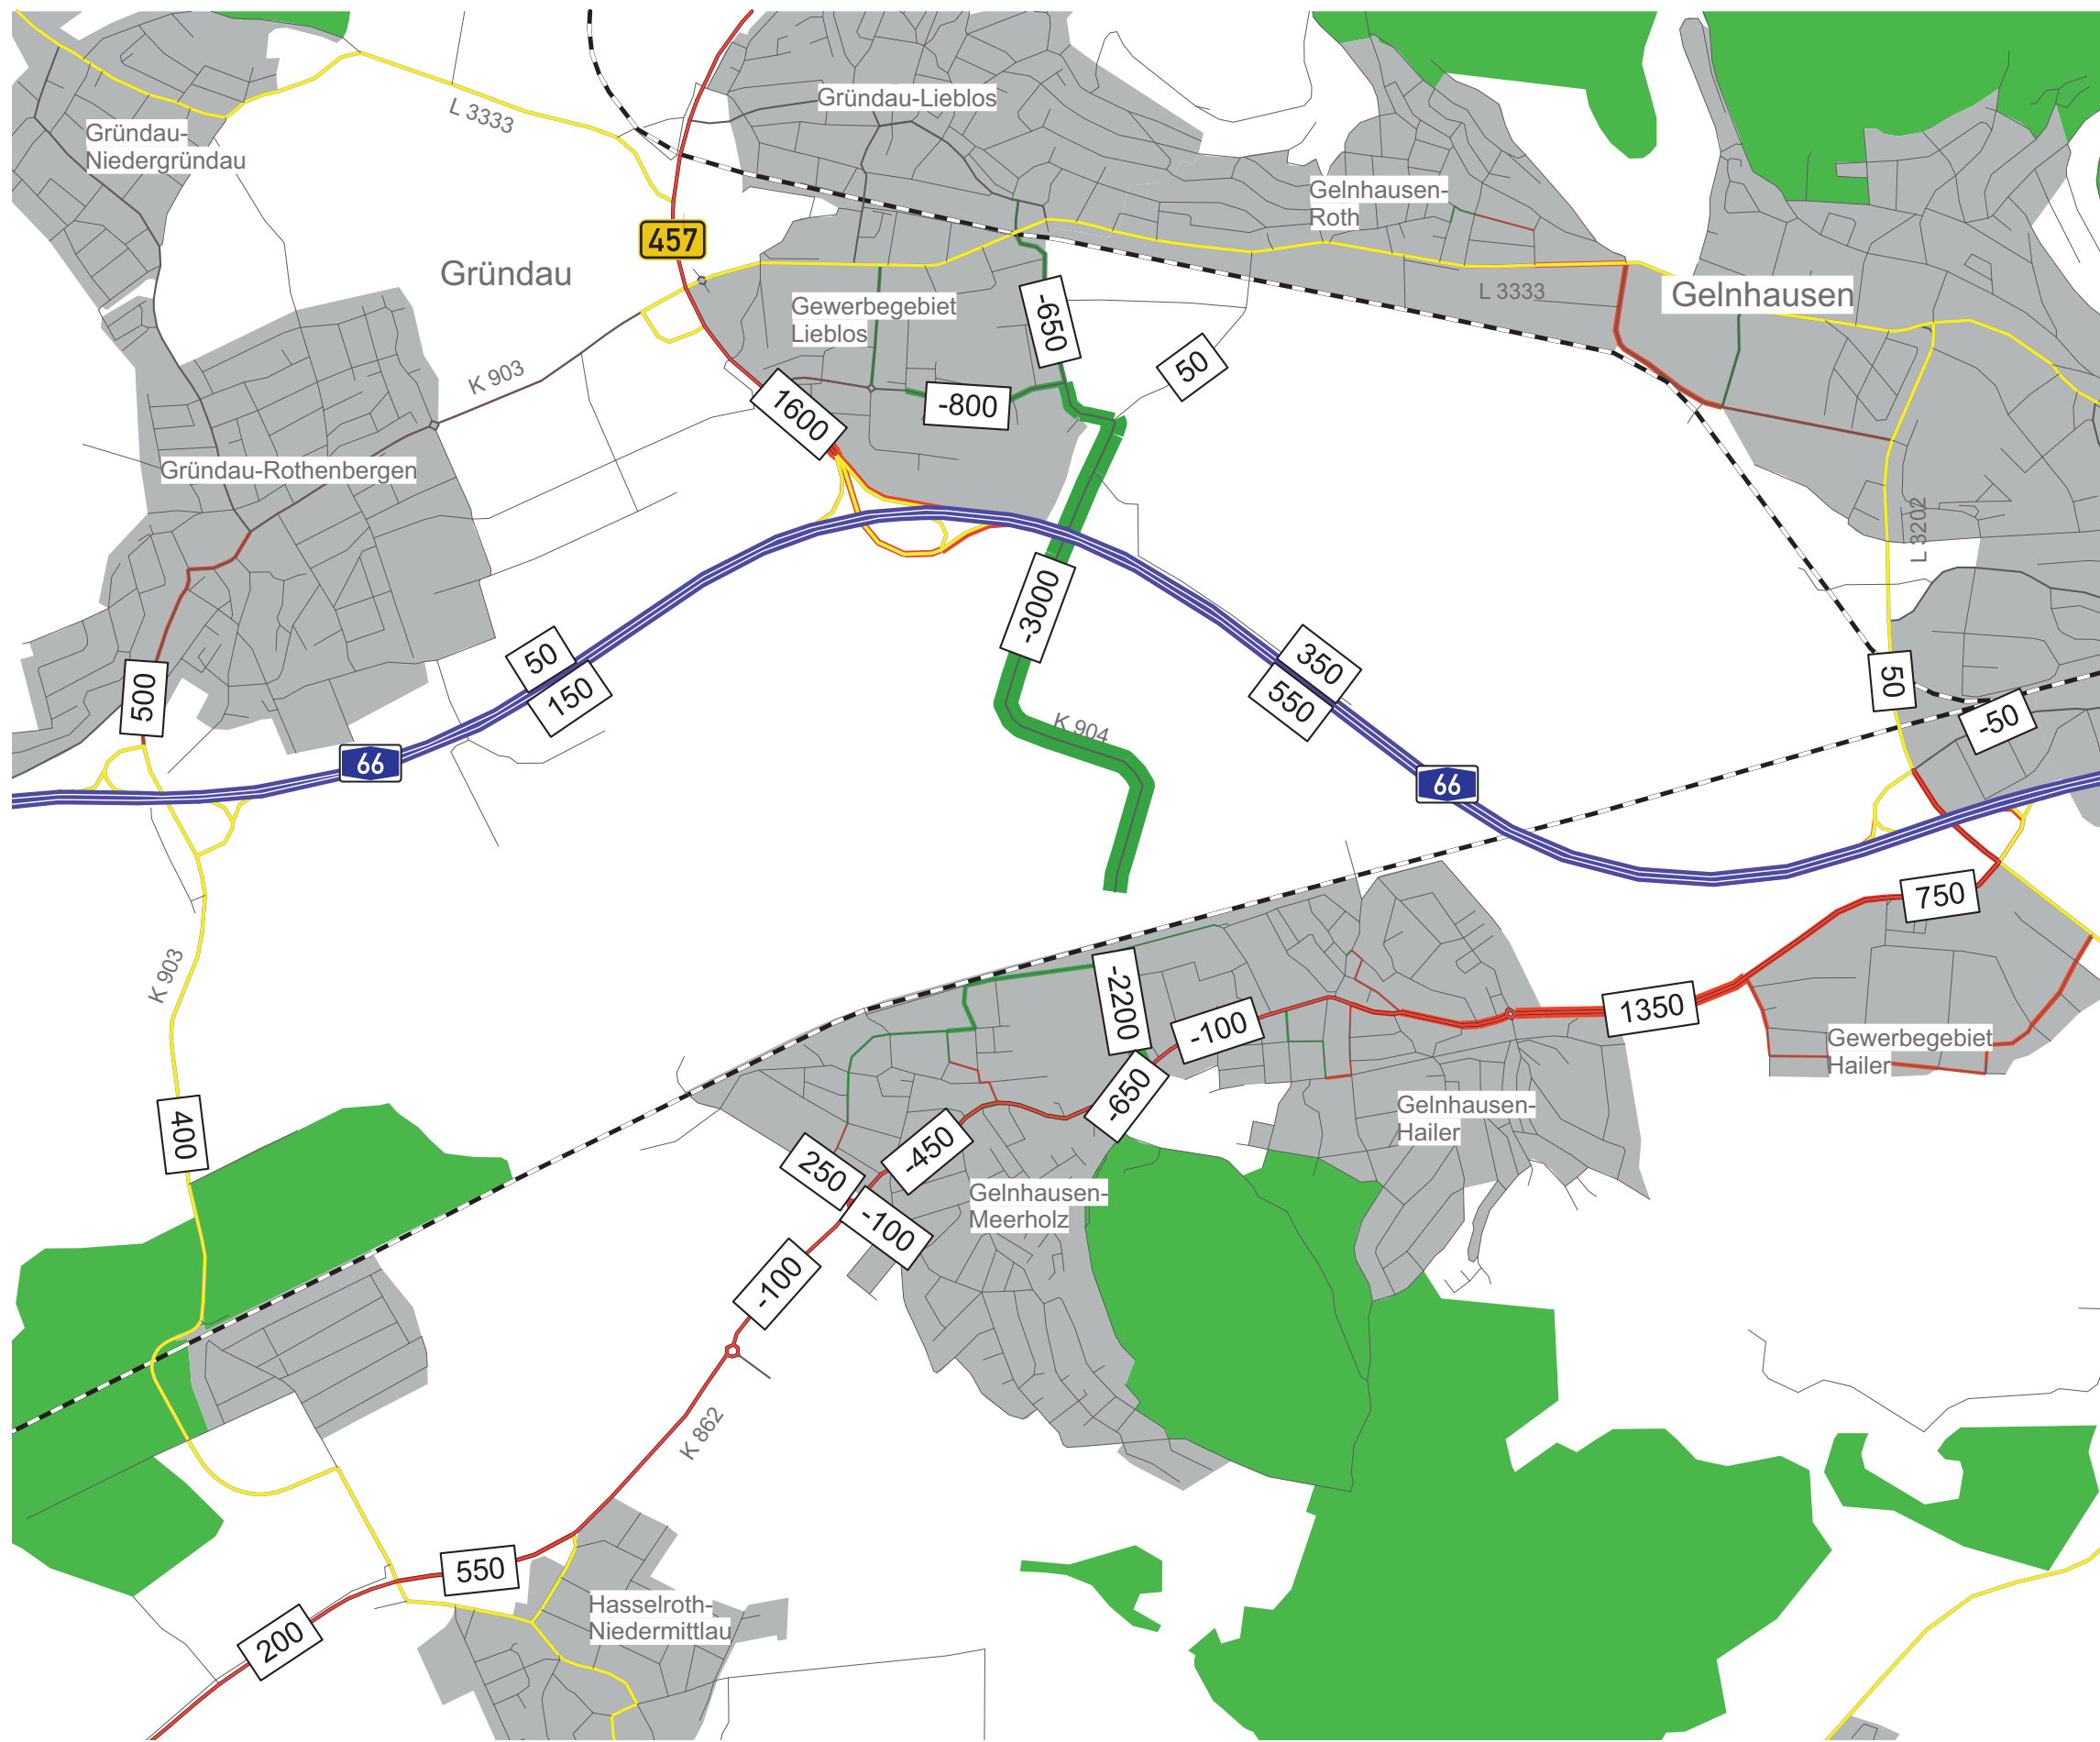 Gründau-Lieblos
L 3333
Gründau-
Niedergründau
Gelnhausen-
Roth
457
Gründau
L 3333
Gelnhausen
Gewerbegebiet
Lieblos
-650
50
K 903
1600
-800
Gründau-Rothenbergen
L 3202
-3000
50
150
350
550
500
50
-50
K 904
66
66
750
K 903
-2200
-100
1350
Gewerbegebiet
Hailer
-650
Gelnhausen-
Hailer
400
-450
250
Gelnhausen-
Meerholz
-100
-100
K 862
550
Hasselroth-
Niedermittlau
200